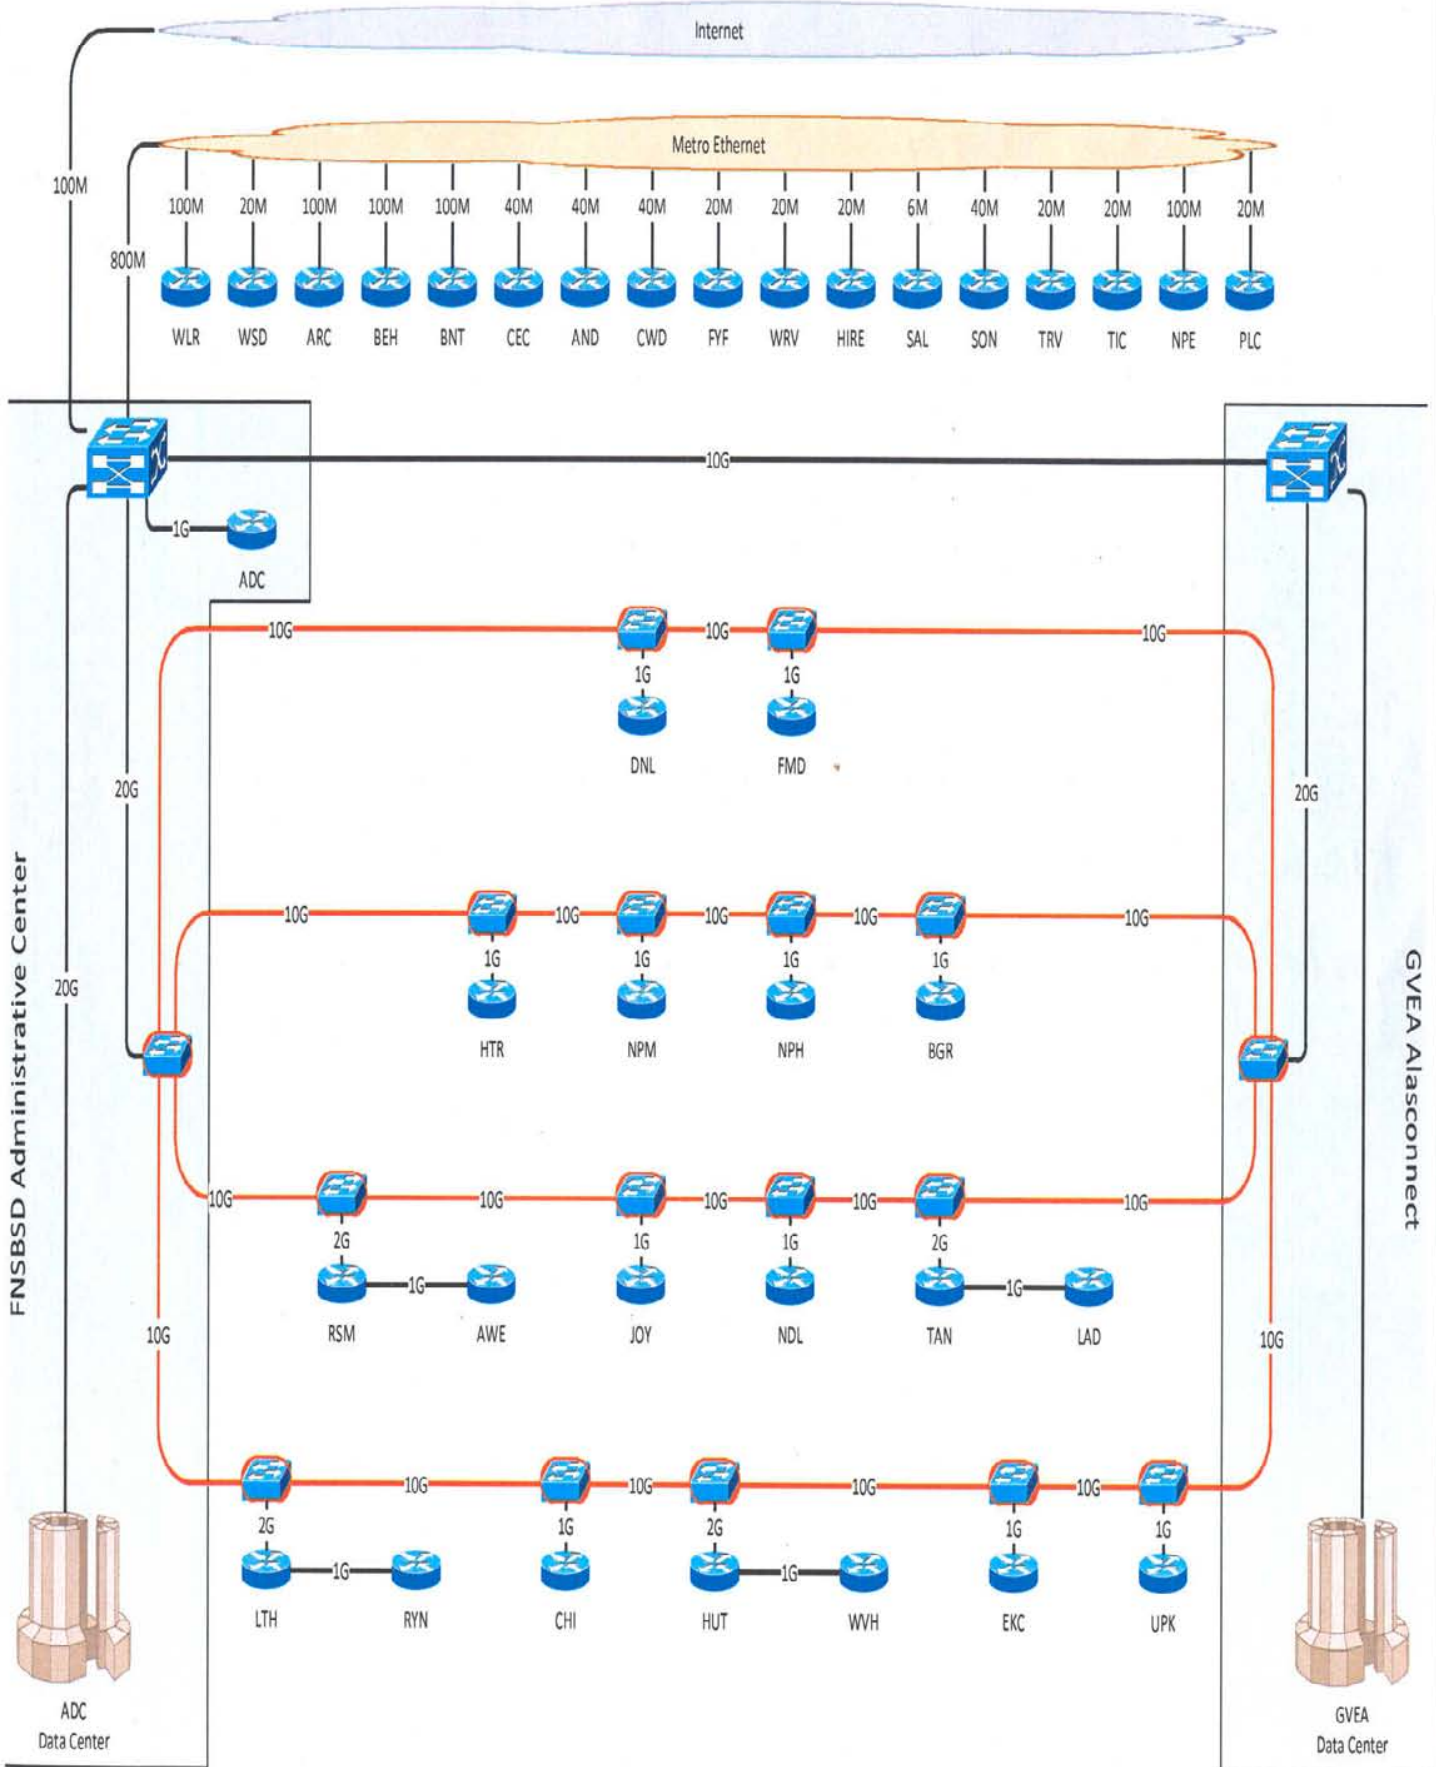 Internet
Metro Ethernet
100M
800M
100M 20M 100M 100M 100M 40M 40M 40M 20M 20M 20M 6M 40M 20M 20M 100M 20M
WLR WSD ARC BEH BNT CEC AND CWD FYF WRV HIRE SAL SON TRV TIC NPE PLC
10G
1G
ADC
10G 10G 10G
1G 1G
DNL FMD
20G 20G
10G 10G 10G 10G 10G
1G 1G 1G 1G
HTR NPM NPH BGR
FNSBSD Administrative Center
20G
GVEA Alasconnect
10G 10G 10G 10G 10G
2G 1G 1G 2G
1G 1G
RSM AWE JOY NDL TAN LAD
10G 10G
10G 10G 10G 10G
2G 1G 2G 1G 1G
1G 1G
LTH RYN CHI HUT WVH EKC UPK
ADC
Data Center
GVEA
Data Center